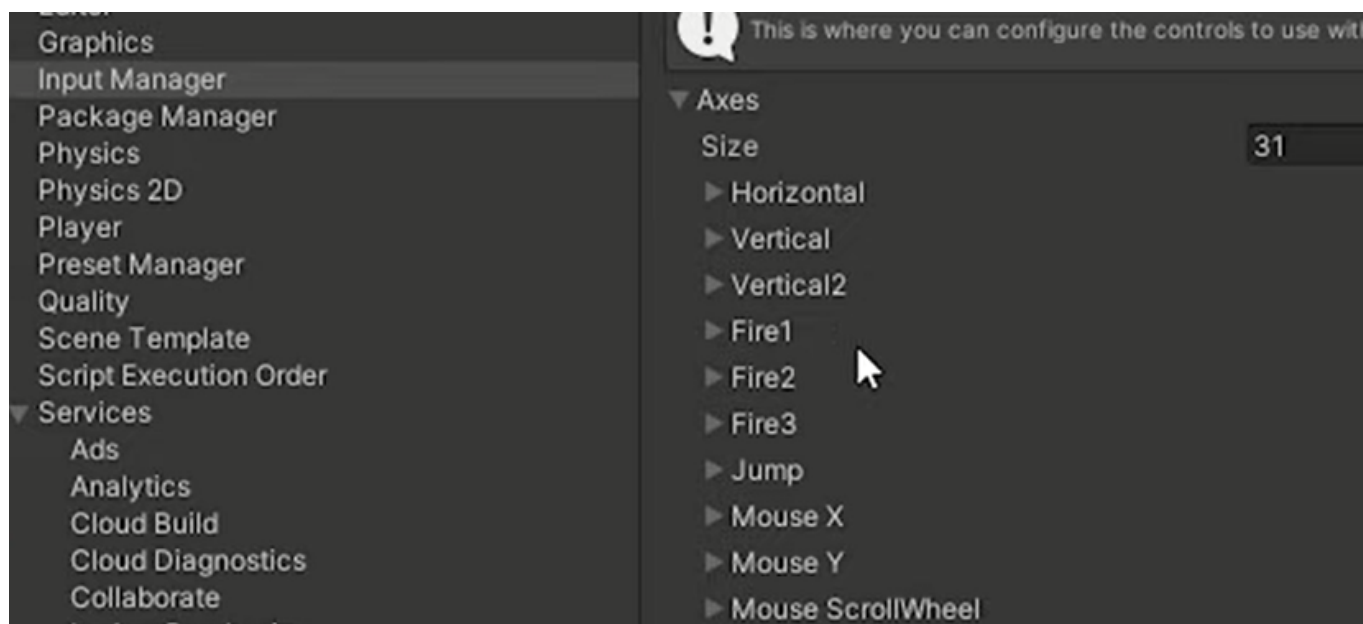 Graphics
Input Manager
Package Manager
Physics
Physics 2D
Player
Preset Manager
Quality
Scene Template
Script Execution Order
Services
Ads
Analytics
Cloud Build
Cloud Diagnostics
Collaborate
This is where you can configure the controls to use
Axes
Size 31
Horizontal
Vertical
Vertical2
Fire1
Fire2
Fire3
Jump
Mouse X
Mouse Y
Mouse ScrollWheel